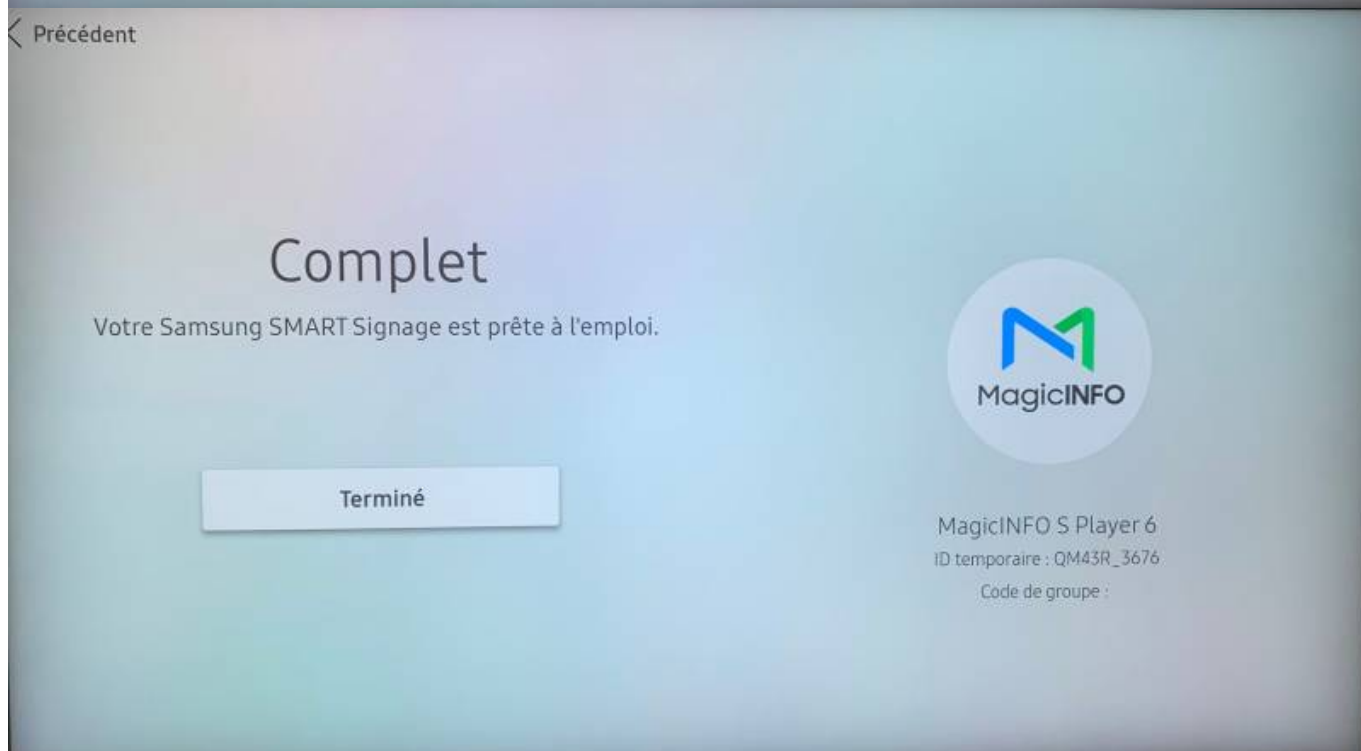 Précédent
Complet
Votre Samsung SMART Signage est prête à l'emploi.
Terminé
MagicINFO
MagicINFO S Player 6
ID temporaire : QM43R_3676
Code de groupe :